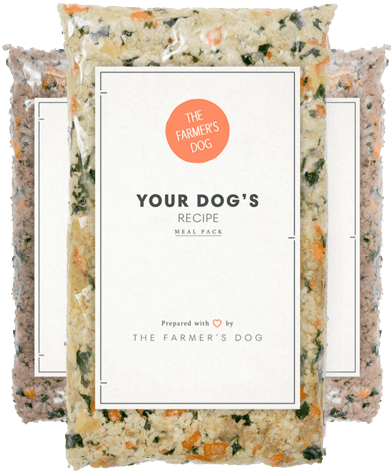 THE
FARMER'S
DOG
YOUR DOG'S
RECIPE
MEAL PACK
Prepared with by
THE FARMER'S DOG